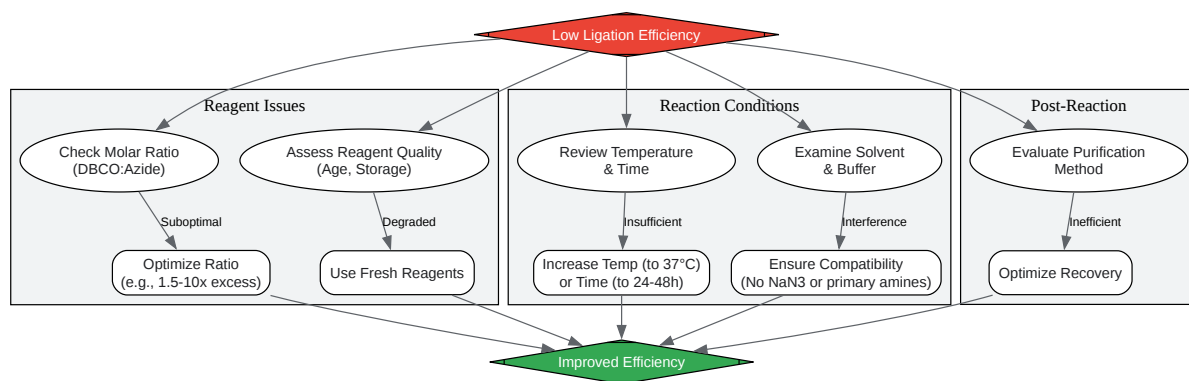 Low Ligation Efficiency
Reagent Issues
Reaction Conditions
Post-Reaction
Check Molar Ratio
(DBCO:Azide)
Assess Reagent Quality
(Age, Storage)
Review Temperature
& Time
Examine Solvent
& Buffer
Evaluate Purification
Method
Suboptimal
Degraded
Insufficient
Interference
Inefficient
Optimize Ratio
(e.g., 1.5-10x excess)
Use Fresh Reagents
Increase Temp (to 37°C)
or Time (to 24-48h)
Ensure Compatibility
(No NaN3 or primary amines)
Optimize Recovery
Improved Efficiency